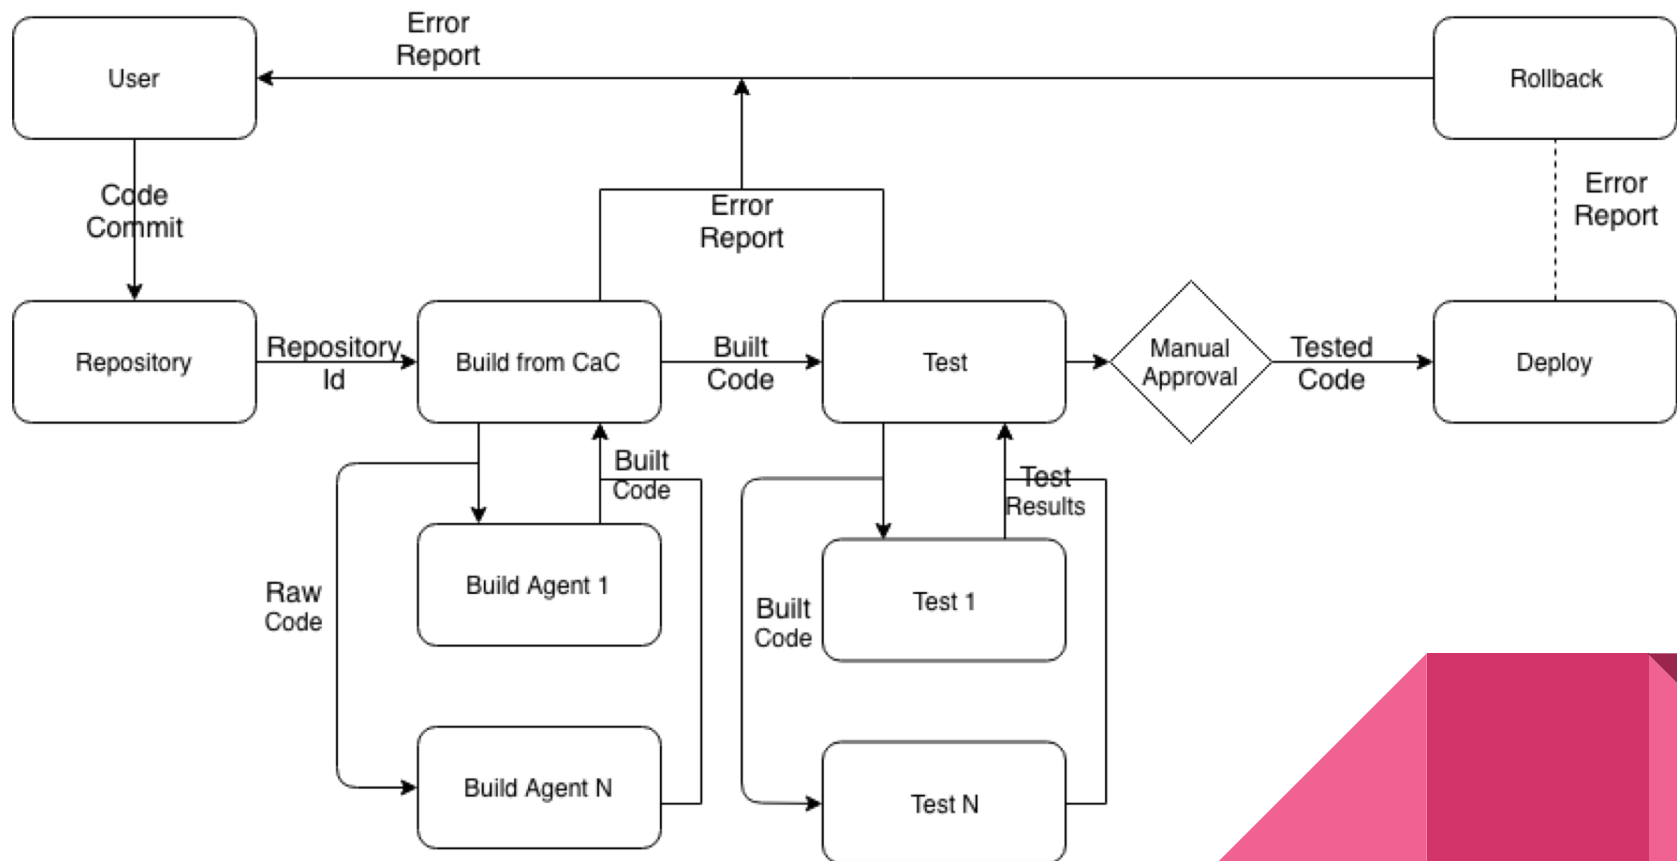 Error
Report
User
Rollback
Code
Commit
Error
Report
Error
Report
Repository
Repository
Id
Build from CaC
Built
Code
Test
Manual
Approval
Tested
Code
Deploy
Built
Code
Test
Results
Raw
Code
Build Agent 1
Built
Code
Test 1
Build Agent N
Test N